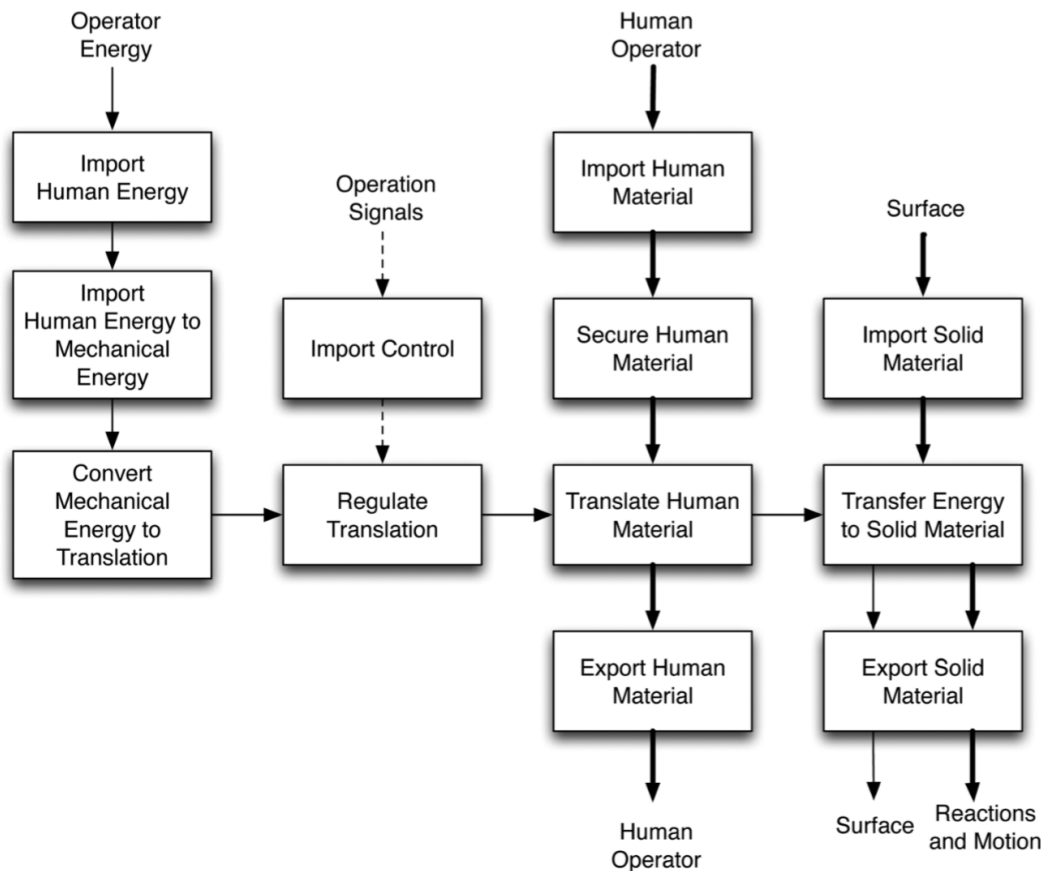 Operator
Energy
Import
Human Energy
Import
Human Energy to
Mechanical
Energy
Convert
Mechanical
Energy to
Translation
Operation
Signals
Import Control
Regulate
Translation
Human
Operator
Import Human
Material
Secure Human
Material
Translate Human
Material
Export Human
Material
Human
Operator
Surface
Import Solid
Material
Transfer Energy
to Solid Material
Export Solid
Material
Surface
Reactions
and Motion